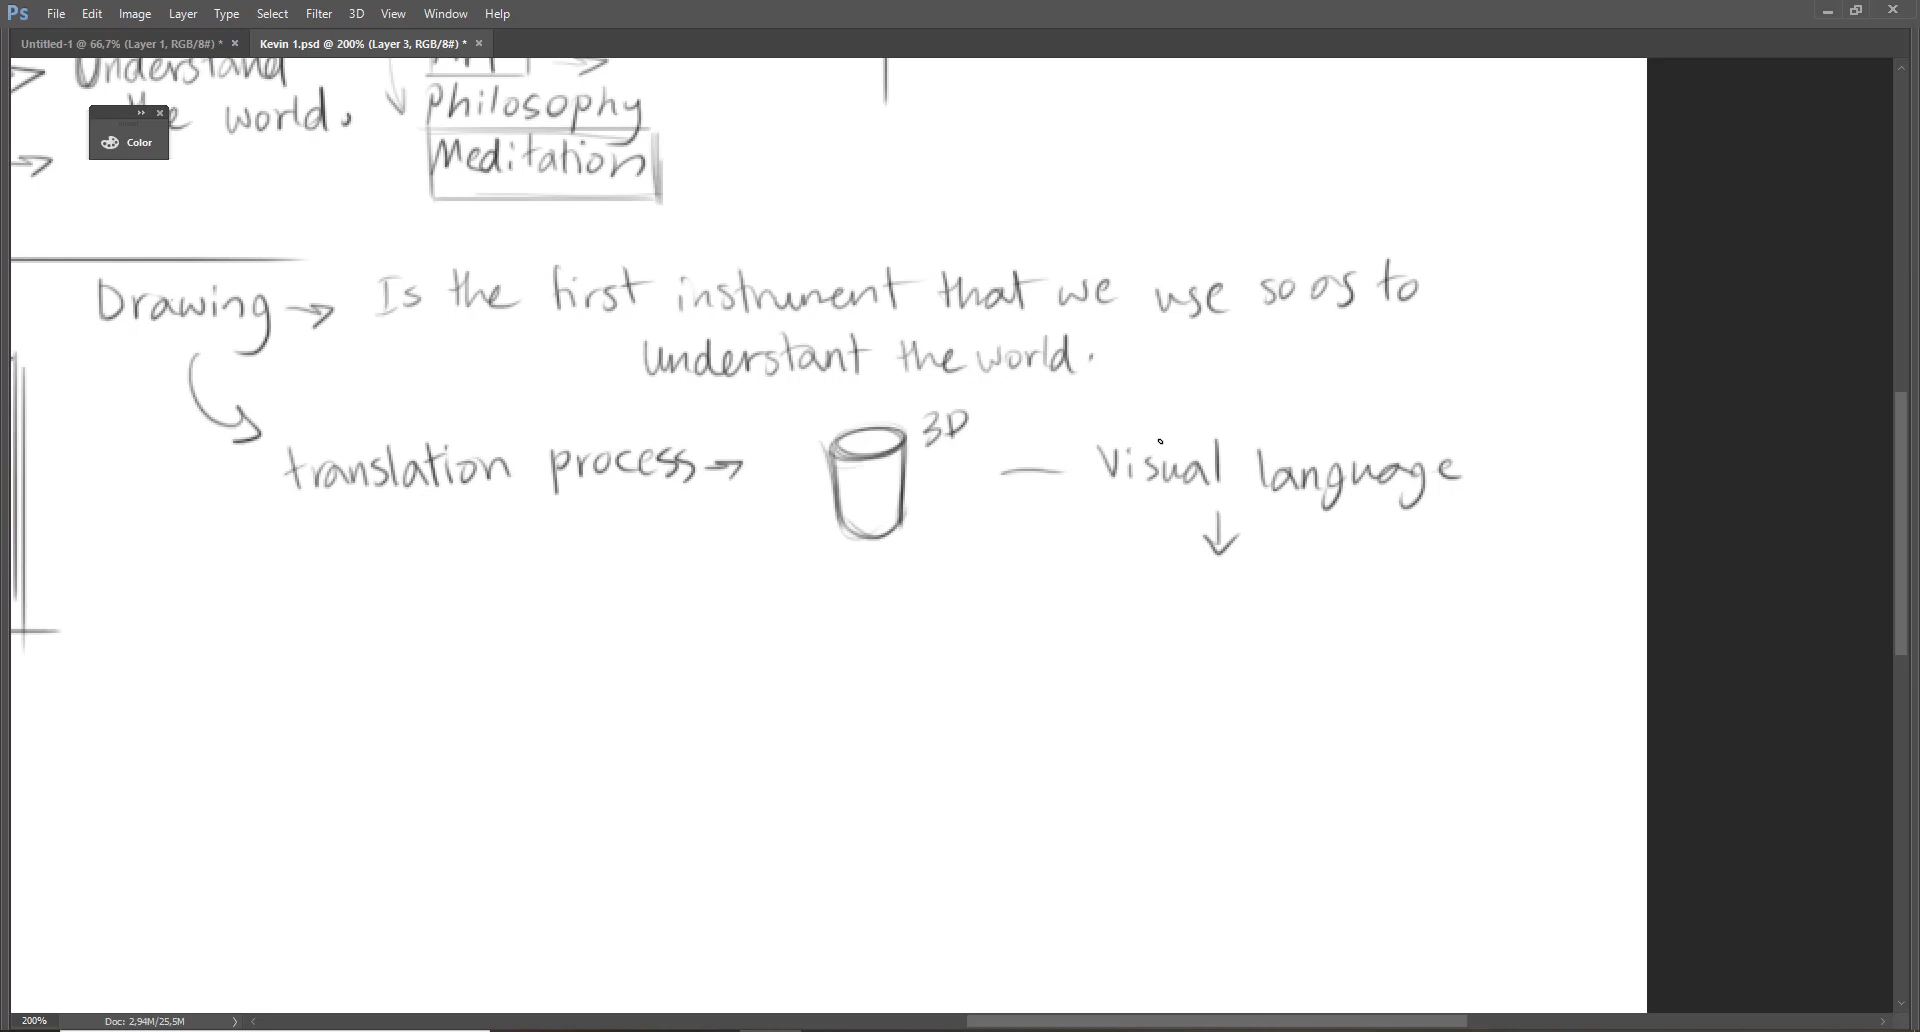 Ps File Edit Image Layer Type Select Filter 3D View Window Help
Untitled-1 @ 66,7% (Layer 1, RGB/8#) * Kevin 1.psd @ 200% (Layer 3, RGB/8#) *
Understand
world.
Philosophy
Color
Meditation
Drawing → Is the first instrument that we use so as to
understant the world.
3D
translation process → — Visual language
↓
200% Doc: 2,94M/25,5M